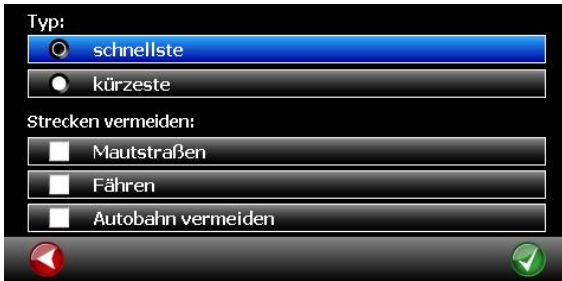 Typ:
schnellste
kürzeste
Strecken vermeiden:
Mautstraßen
Fähren
Autobahn vermeiden